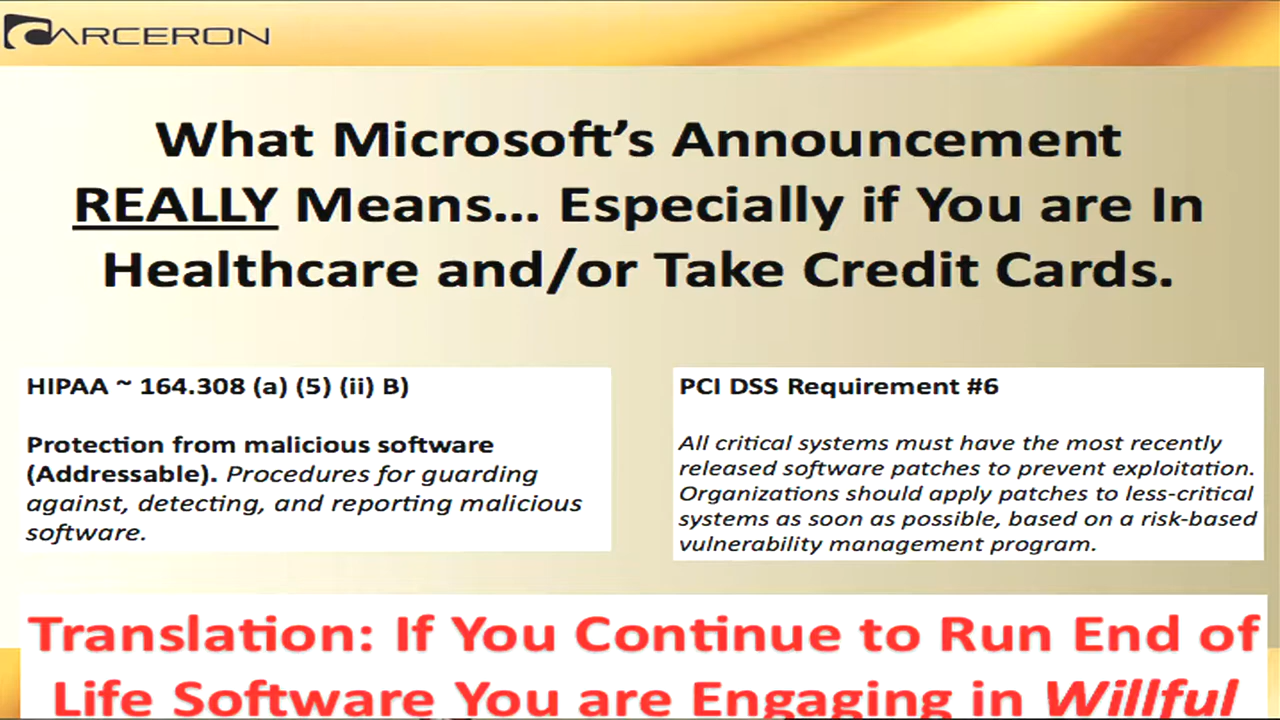 ARCERON
What Microsoft's Announcement
REALLY Means... Especially if You are In
Healthcare and/or Take Credit Cards.
HIPAA ~ 164.308 (a) (5) (ii) B)
Protection from malicious software
(Addressable). Procedures for guarding
against, detecting, and reporting malicious
software.
PCI DSS Requirement #6
All critical systems must have the most recently
released software patches to prevent exploitation.
Organizations should apply patches to less-critical
systems as soon as possible, based on a risk-based
vulnerability management program.
Translation: If You Continue to Run End of
Life Software You are Engaging in Willful